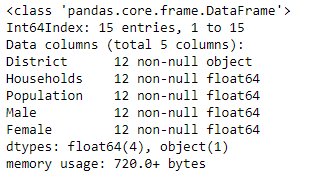 <class 'pandas.core.frame.DataFrame'>
Int64Index: 15 entries, 1 to 15
Data columns (total 5 columns):
District      12 non-null object
Households    12 non-null float64
Population    12 non-null float64
Male          12 non-null float64
Female        12 non-null float64
dtypes: float64(4), object(1)
memory usage: 720.0+ bytes